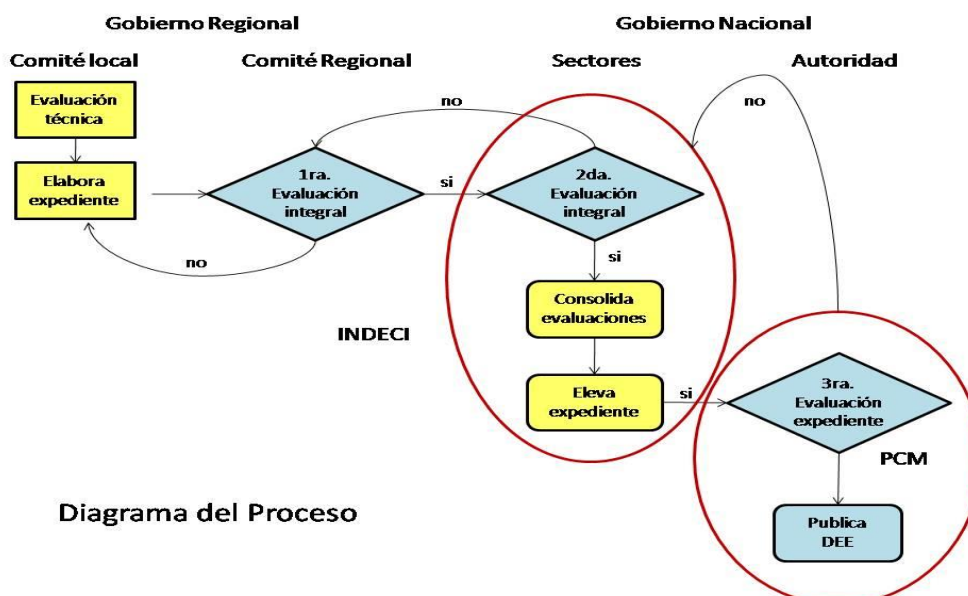 Gobierno Regional
Gobierno Nacional
Comité local
Comité Regional
Sectores
Autoridad
Evaluación
técnica
Elabora
expediente
no
1ra.
Evaluación
integral
si
no
2da.
Evaluación
integral
si
Consolida
evaluaciones
INDECI
Eleva
expediente
si
no
3ra.
Evaluación
expediente
PCM
Publica
DEE
Diagrama del Proceso